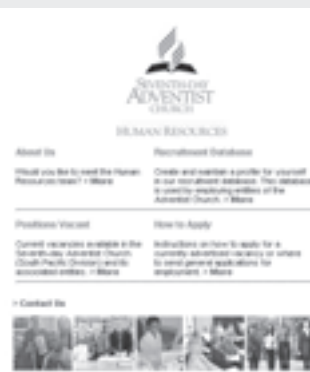 SEVENTH-DAY
ADVENTIST
CHURCH
HUMAN RESOURCES
About Us
Would you like to meet the Human
Resources team? > More
Recruitment Database
Create and maintain a profile for yourself
in our recruitment database. This database
is used by employing entities of the
Adventist Church. > More
Positions Vacant
Current vacancies available in the
Seventh-day Adventist Church
(South Pacific Division) and its
associated entities. > More
How to Apply
Instructions on how to apply for a
currently advertised vacancy or where
to send general applications for
employment. > More
> Contact Us